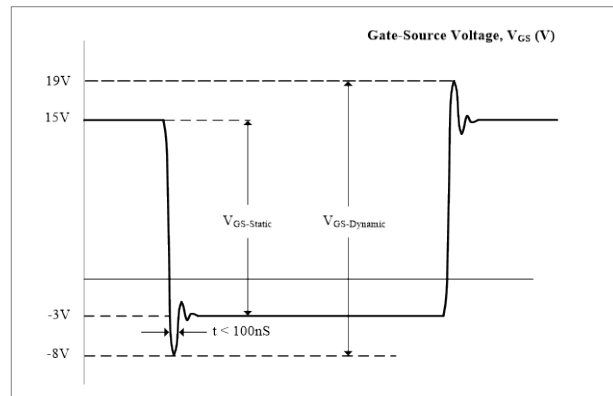 Gate-Source Voltage, VGS (V)
19V
15V
VGS-Static
VGS-Dynamic
-3V
t < 100nS
-8V